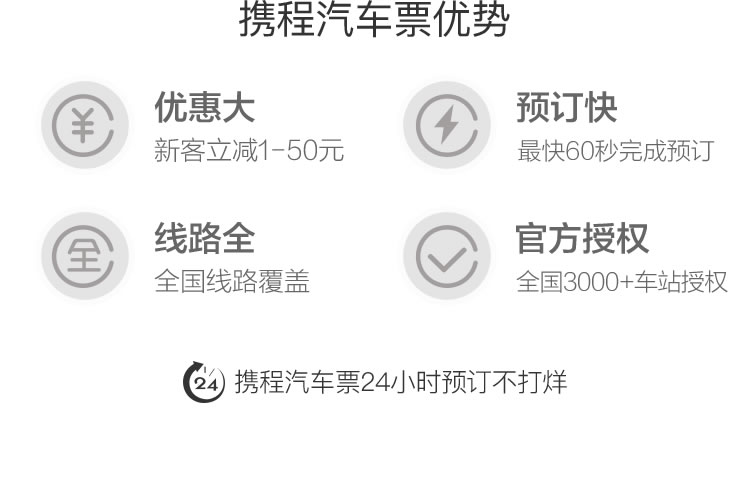 携程汽车票优势
¥
优惠大
新客立减1-50元
预订快
最快60秒完成预订
全
线路全
全国线路覆盖
官方授权
全国3000+车站授权
24
携程汽车票24小时预订不打烊